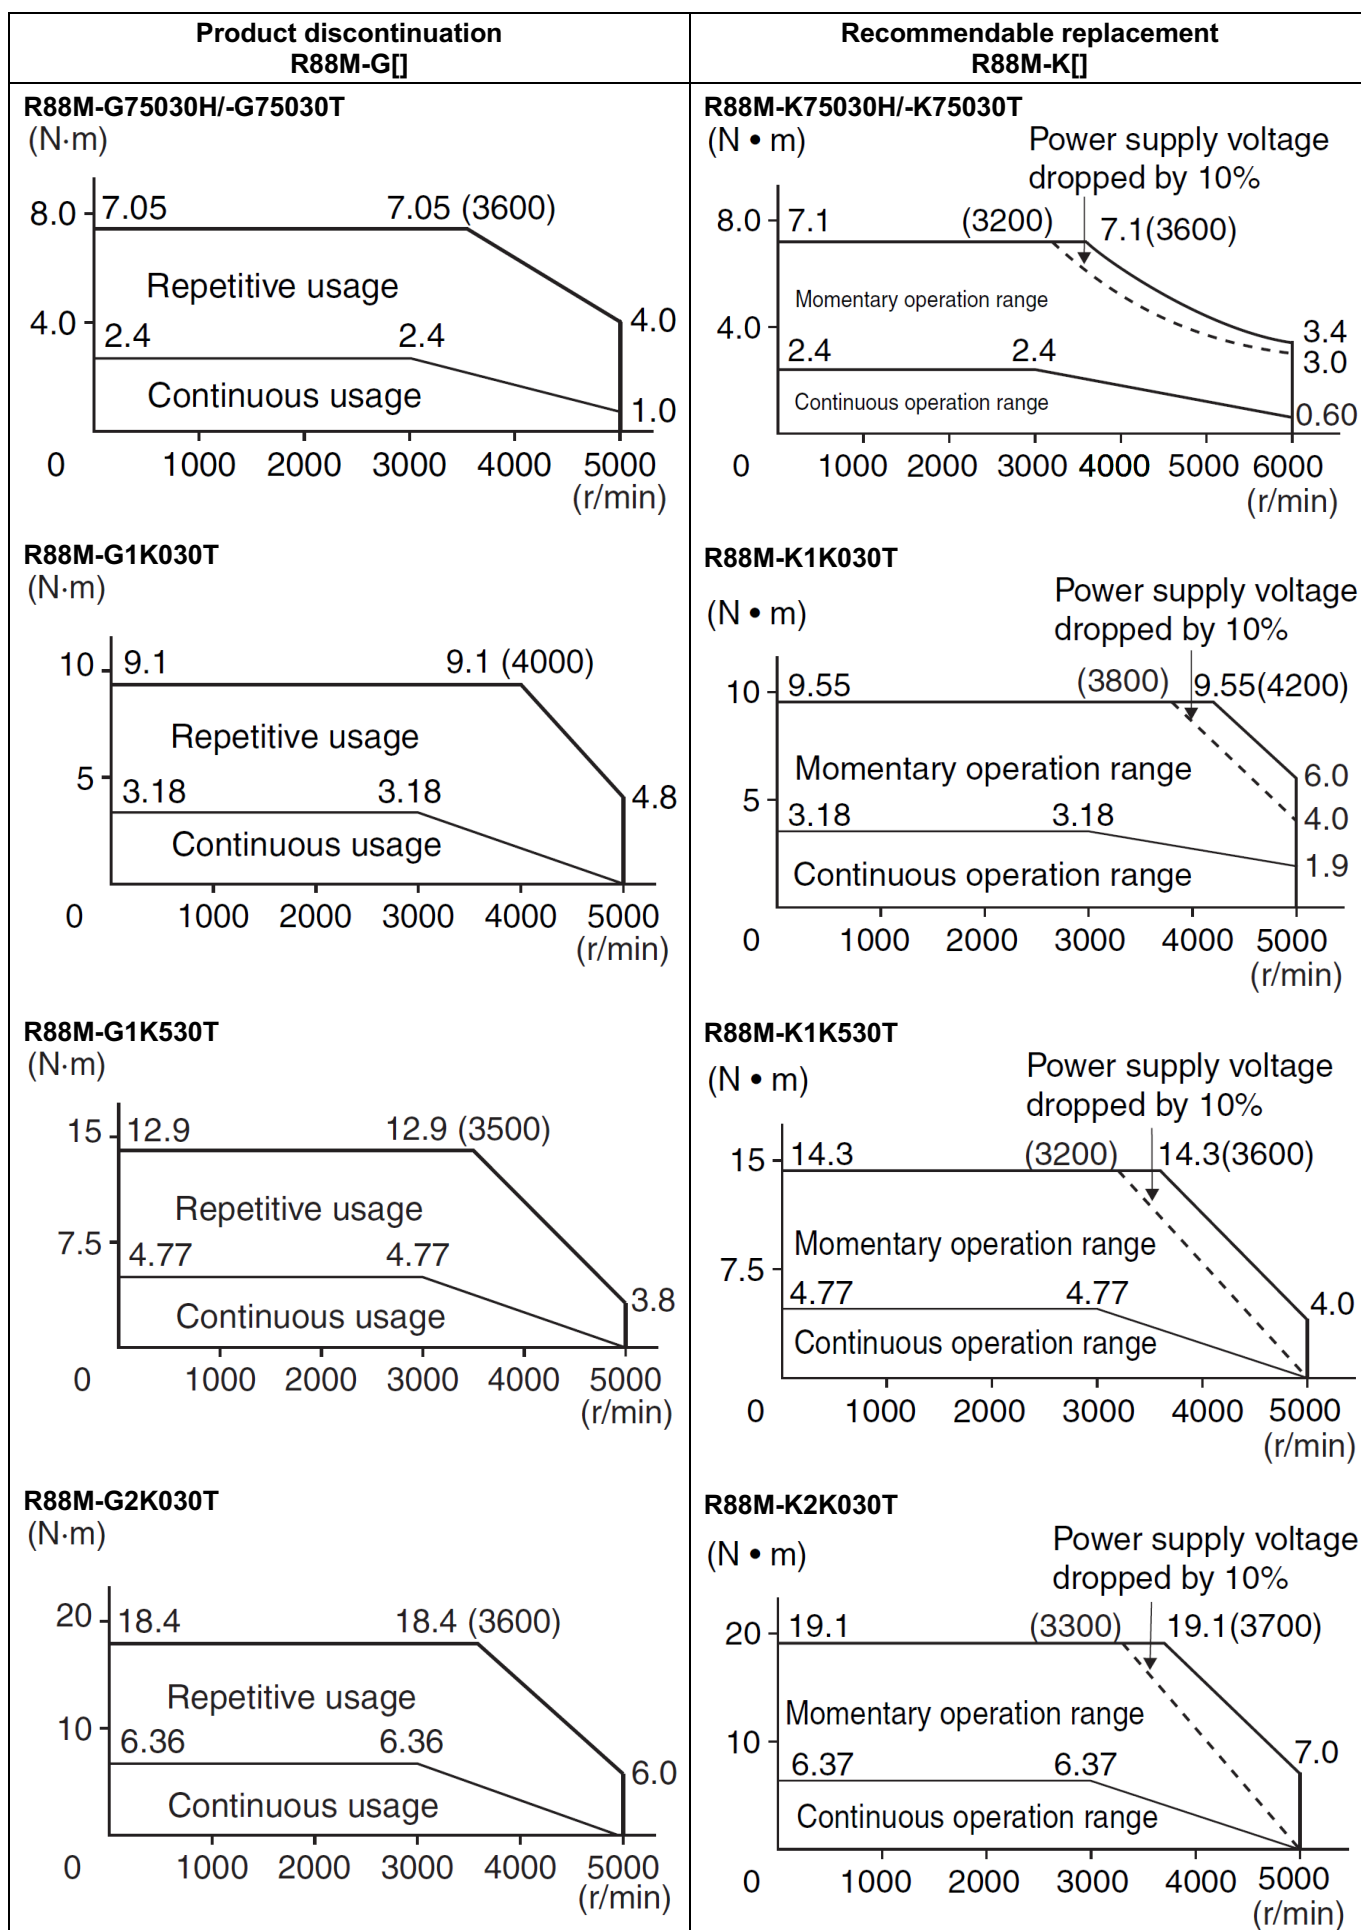 Product discontinuation
R88M-G[]
Recommendable replacement
R88M-K[]
R88M-G75030H/-G75030T
(N·m)
8.0
7.05
7.05 (3600)
Repetitive usage
4.0
4.0
2.4
2.4
Continuous usage
1.0
0 1000 2000 3000 4000 5000
(r/min)
R88M-K75030H/-K75030T
(N • m)
Power supply voltage
dropped by 10%
8.0
7.1
(3200)
7.1(3600)
Momentary operation range
4.0
3.4
3.0
2.4
2.4
Continuous operation range
0.60
0 1000 2000 3000 4000 5000 6000
(r/min)
R88M-G1K030T
(N·m)
10
9.1
9.1 (4000)
Repetitive usage
5
3.18
3.18
4.8
Continuous usage
0 1000 2000 3000 4000 5000
(r/min)
R88M-K1K030T
(N • m)
Power supply voltage
dropped by 10%
10
9.55
(3800)
9.55(4200)
Momentary operation range
6.0
5
3.18
3.18
4.0
Continuous operation range
1.9
0 1000 2000 3000 4000 5000
(r/min)
R88M-G1K530T
(N·m)
15
12.9
12.9 (3500)
Repetitive usage
7.5
4.77
4.77
3.8
Continuous usage
0 1000 2000 3000 4000 5000
(r/min)
R88M-K1K530T
(N • m)
Power supply voltage
dropped by 10%
15
14.3
(3200)
14.3(3600)
Momentary operation range
7.5
4.77
4.77
4.0
Continuous operation range
0 1000 2000 3000 4000 5000
(r/min)
R88M-G2K030T
(N·m)
20
18.4
18.4 (3600)
Repetitive usage
10
6.36
6.36
6.0
Continuous usage
0 1000 2000 3000 4000 5000
(r/min)
R88M-K2K030T
(N • m)
Power supply voltage
dropped by 10%
20
19.1
(3300)
19.1(3700)
Momentary operation range
10
6.37
6.37
7.0
Continuous operation range
0 1000 2000 3000 4000 5000
(r/min)